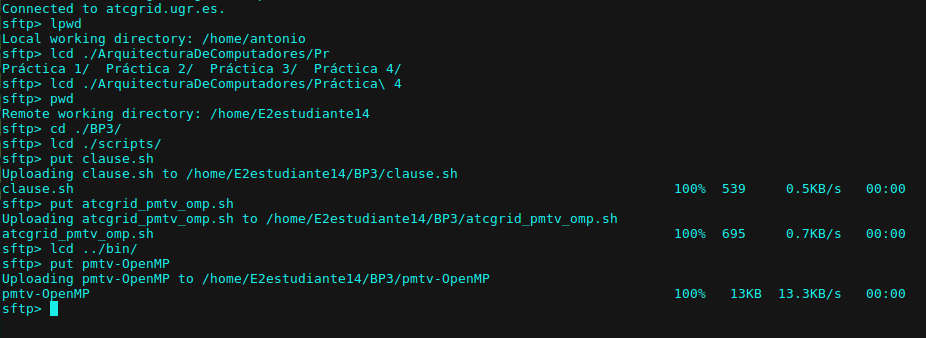 Connected to atcgrid.ugr.es.
sftp> lpwd
Local working directory: /home/antonio
sftp> lcd ./ArquitecturaDeComputadores/Pr
Práctica 1/  Práctica 2/  Práctica 3/  Práctica 4/
sftp> lcd ./ArquitecturaDeComputadores/Práctica\ 4
sftp> pwd
Remote working directory: /home/E2estudiante14
sftp> cd ./BP3/
sftp> lcd ./scripts/
sftp> put clause.sh
Uploading clause.sh to /home/E2estudiante14/BP3/clause.sh
clause.sh 100% 539 0.5KB/s 00:00
sftp> put atcgrid_pmtv_omp.sh
Uploading atcgrid_pmtv_omp.sh to /home/E2estudiante14/BP3/atcgrid_pmtv_omp.sh
atcgrid_pmtv_omp.sh 100% 695 0.7KB/s 00:00
sftp> lcd ../bin/
sftp> put pmtv-OpenMP
Uploading pmtv-OpenMP to /home/E2estudiante14/BP3/pmtv-OpenMP
pmtv-OpenMP 100% 13KB 13.3KB/s 00:00
sftp>